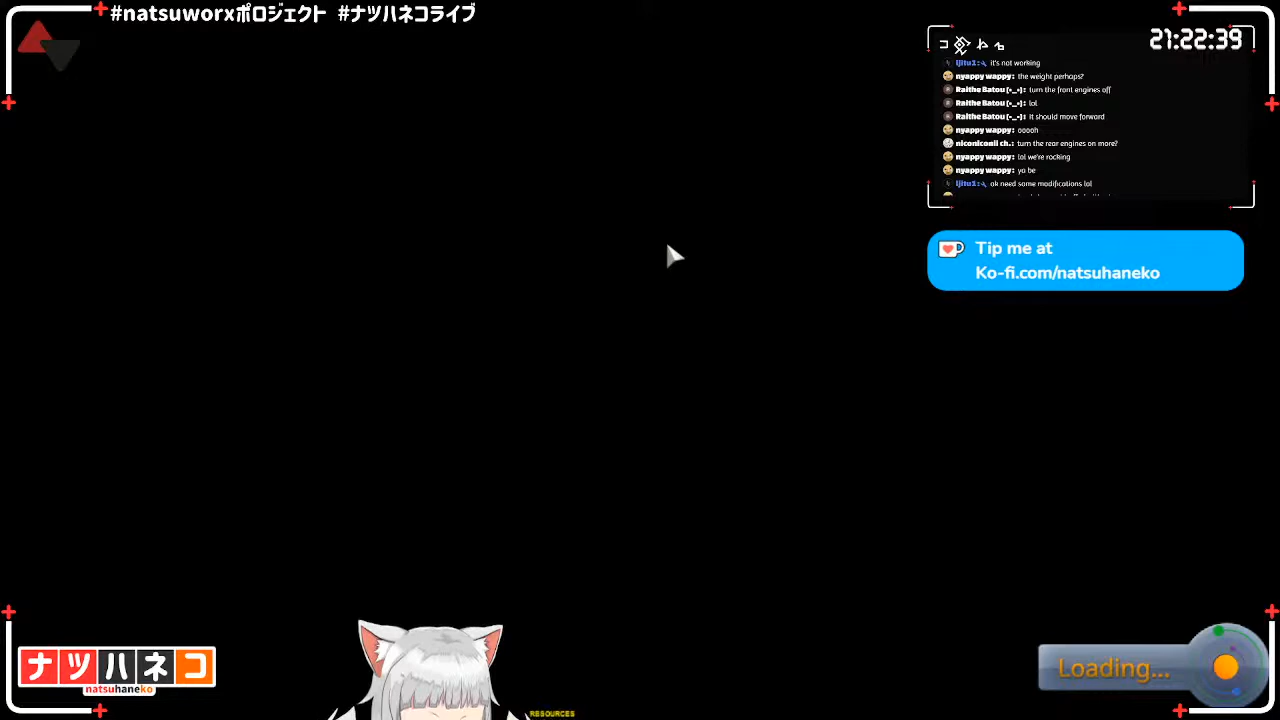 #natsuworxポロジェクト #ナツハネコライブ
21:22:39
ljitu1: it's not working
nyappy wappy: the weight perhaps?
Raithe Batou [•_•]: turn the front engines off
Raithe Batou [•_•]: lol
Raithe Batou [•_•]: it should move forward
nyappy wappy: ooooh
niconiconii ch.: turn the rear engines on more?
nyappy wappy: lol we're rocking
nyappy wappy: ya be
ljitu1: ok need some modifications lol
Tip me at
Ko-fi.com/natsuhaneko
ナツハネコ
natsuhaneko
RESOURCES
Loading...